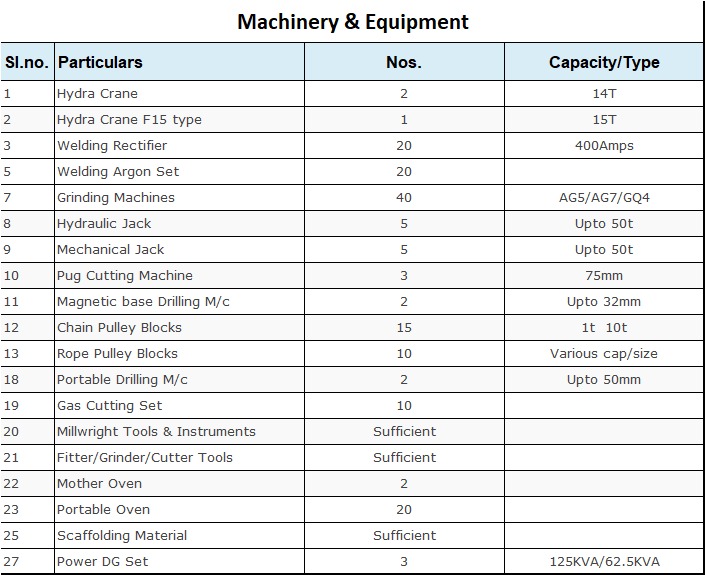 Machinery & Equipment
Sl.no. Particulars Nos. Capacity/Type
1 Hydra Crane 2 14T
2 Hydra Crane F15 type 1 15T
3 Welding Rectifier 20 400Amps
5 Welding Argon Set 20
7 Grinding Machines 40 AG5/AG7/GQ4
8 Hydraulic Jack 5 Upto 50t
9 Mechanical Jack 5 Upto 50t
10 Pug Cutting Machine 3 75mm
11 Magnetic base Drilling M/c 2 Upto 32mm
12 Chain Pulley Blocks 15 1t 10t
13 Rope Pulley Blocks 10 Various cap/size
18 Portable Drilling M/c 2 Upto 50mm
19 Gas Cutting Set 10
20 Millwright Tools & Instruments Sufficient
21 Fitter/Grinder/Cutter Tools Sufficient
22 Mother Oven 2
23 Portable Oven 20
25 Scaffolding Material Sufficient
27 Power DG Set 3 125KVA/62.5KVA